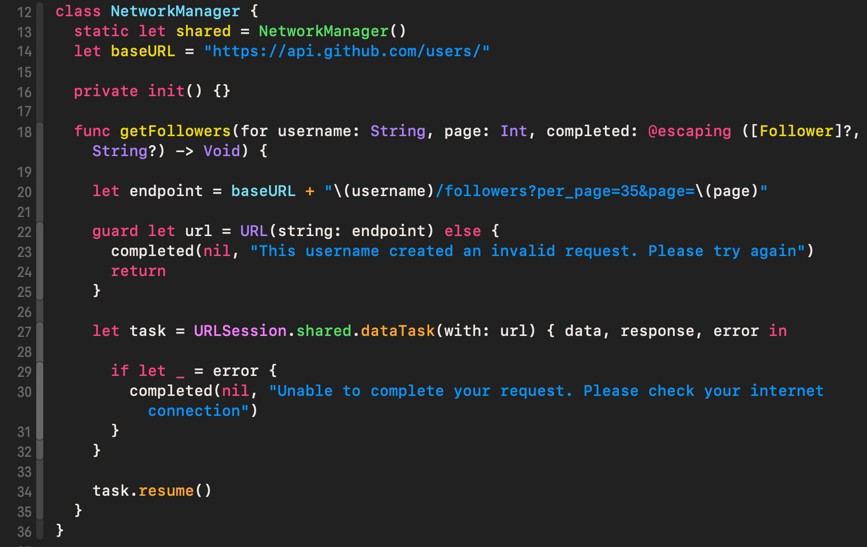 12 class NetworkManager {
13 static let shared = NetworkManager()
14 let baseURL = "https://api.github.com/users/"
15
16 private init() {}
17
18 func getFollowers(for username: String, page: Int, completed: @escaping ([Follower]?,
String?) -> Void) {
19
20 let endpoint = baseURL + "\(username)/followers?per_page=35&page=\(page)"
21
22 guard let url = URL(string: endpoint) else {
23 completed(nil, "This username created an invalid request. Please try again")
24 return
25 }
26
27 let task = URLSession.shared.dataTask(with: url) { data, response, error in
28
29 if let _ = error {
30 completed(nil, "Unable to complete your request. Please check your internet
connection")
31 }
32 }
33
34 task.resume()
35 }
36 }